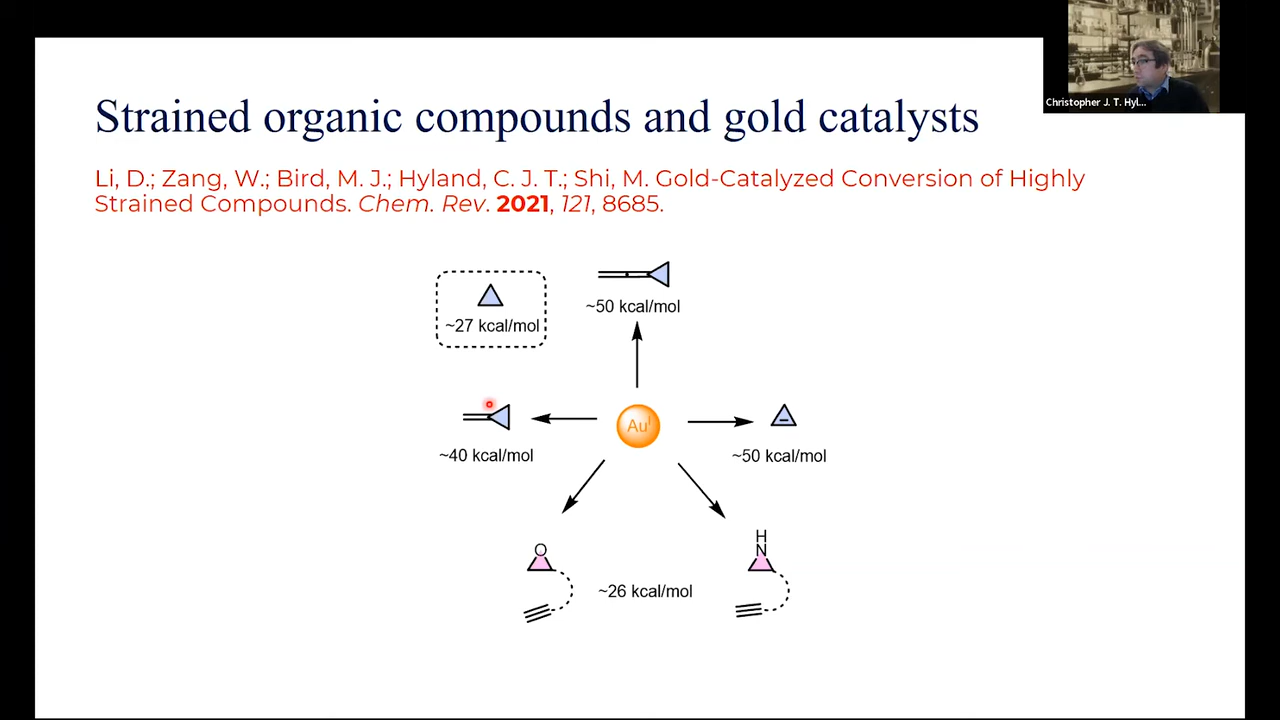 Christopher J. T. Hyl...
Strained organic compounds and gold catalysts
Li, D.; Zang, W.; Bird, M. J.; Hyland, C. J. T.; Shi, M. Gold-Catalyzed Conversion of Highly
Strained Compounds. Chem. Rev. 2021, 121, 8685.
~27 kcal/mol
~50 kcal/mol
Au^I
~40 kcal/mol
~50 kcal/mol
O
H
N
~26 kcal/mol